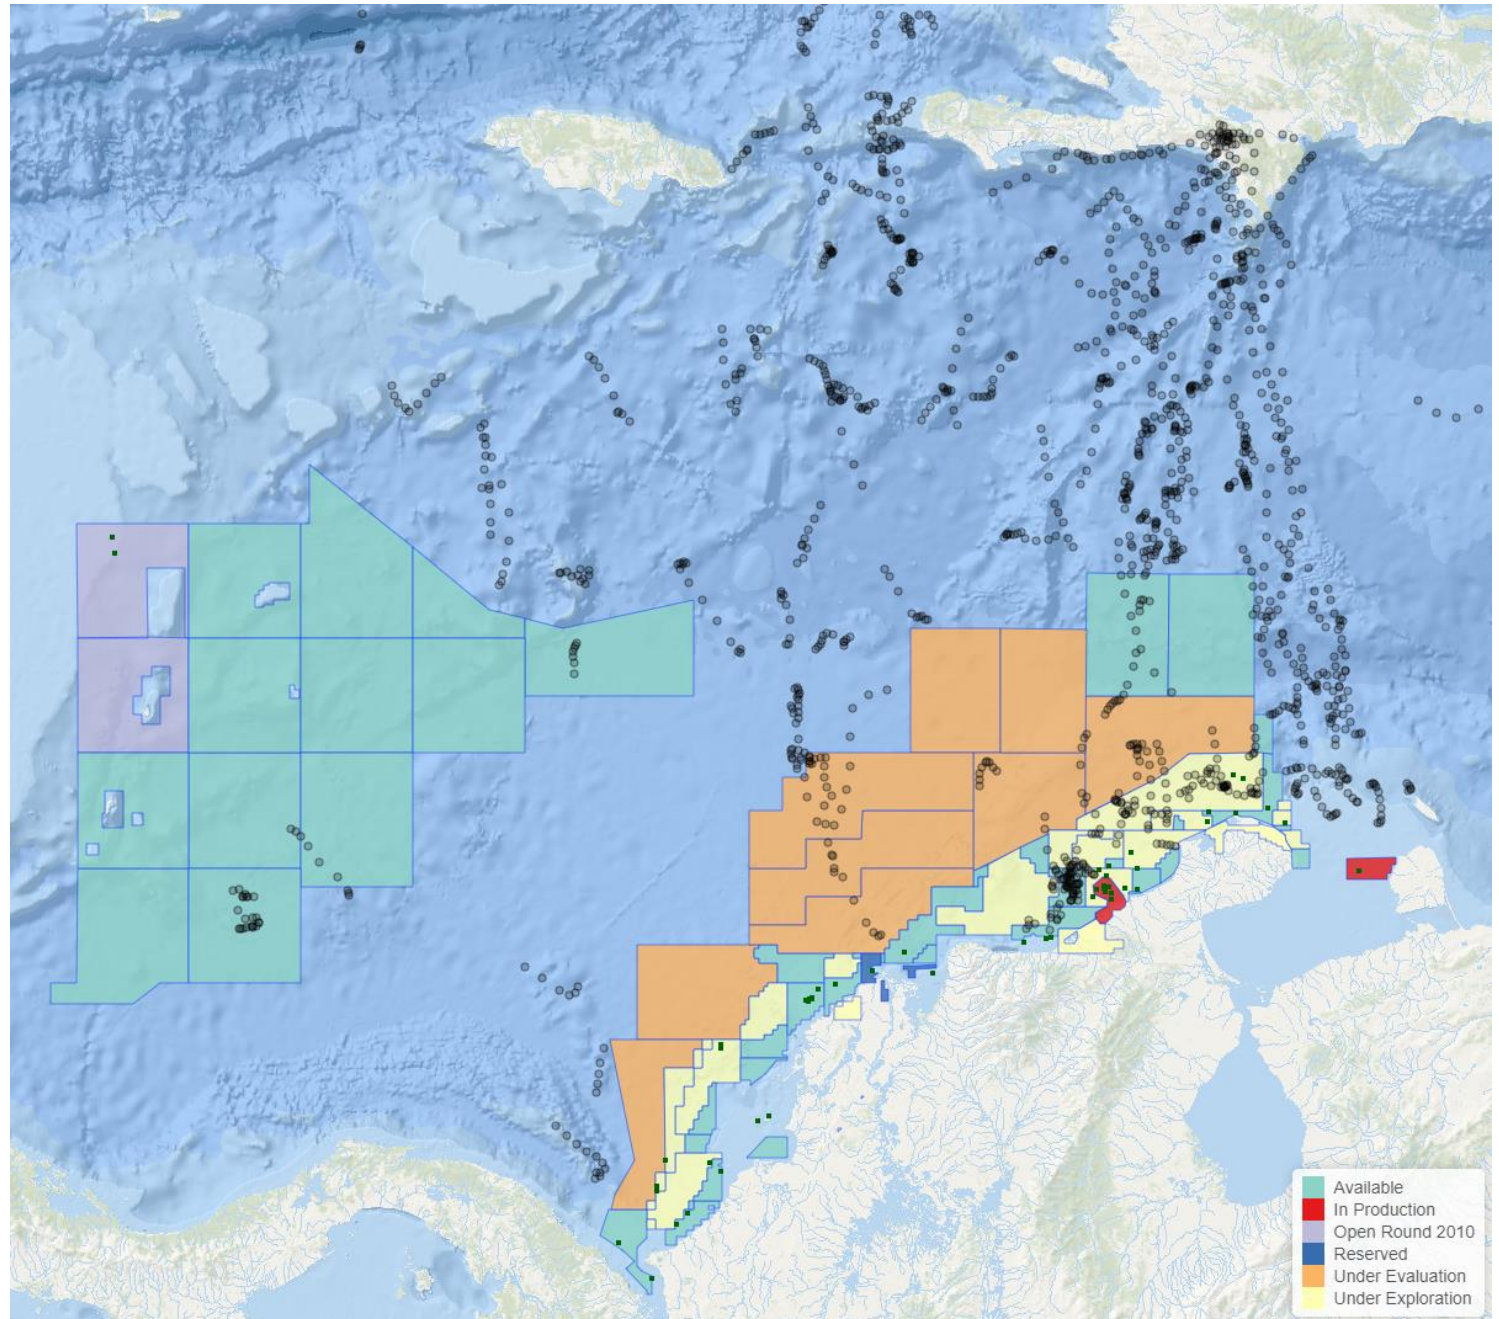 Available
In Production
Open Round 2010
Reserved
Under Evaluation
Under Exploration